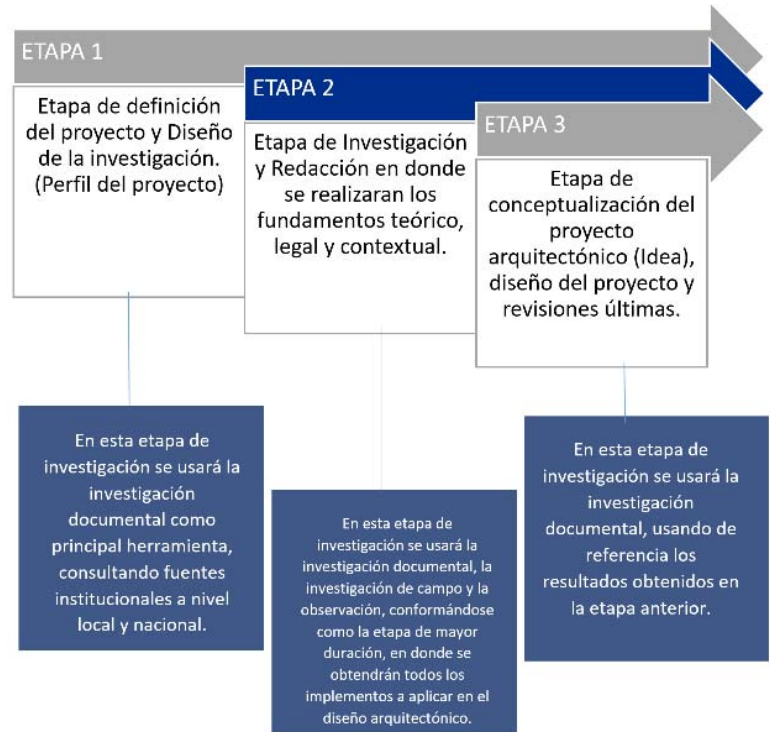 ETAPA 1
Etapa de definición
del proyecto y Diseño
de la investigación.
(Perfil del proyecto)
ETAPA 2
Etapa de Investigación
y Redacción en donde
se realizaran los
fundamentos teórico,
legal y contextual.
ETAPA 3
Etapa de
conceptualización del
proyecto
arquitectónico (Idea),
diseño del proyecto y
revisiones últimas.
En esta etapa de
investigación se usará la
investigación
documental como
principal herramienta,
consultando fuentes
institucionales a nivel
local y nacional.
En esta etapa de
investigación se usará la
investigación documental, la
investigación de campo y la
observación, conformándose
como la etapa de mayor
duración, en donde se
obtendrán todos los
implementos a aplicar en el
diseño arquitectónico.
En esta etapa de
investigación se usará la
investigación
documental, usando de
referencia los
resultados obtenidos en
la etapa anterior.